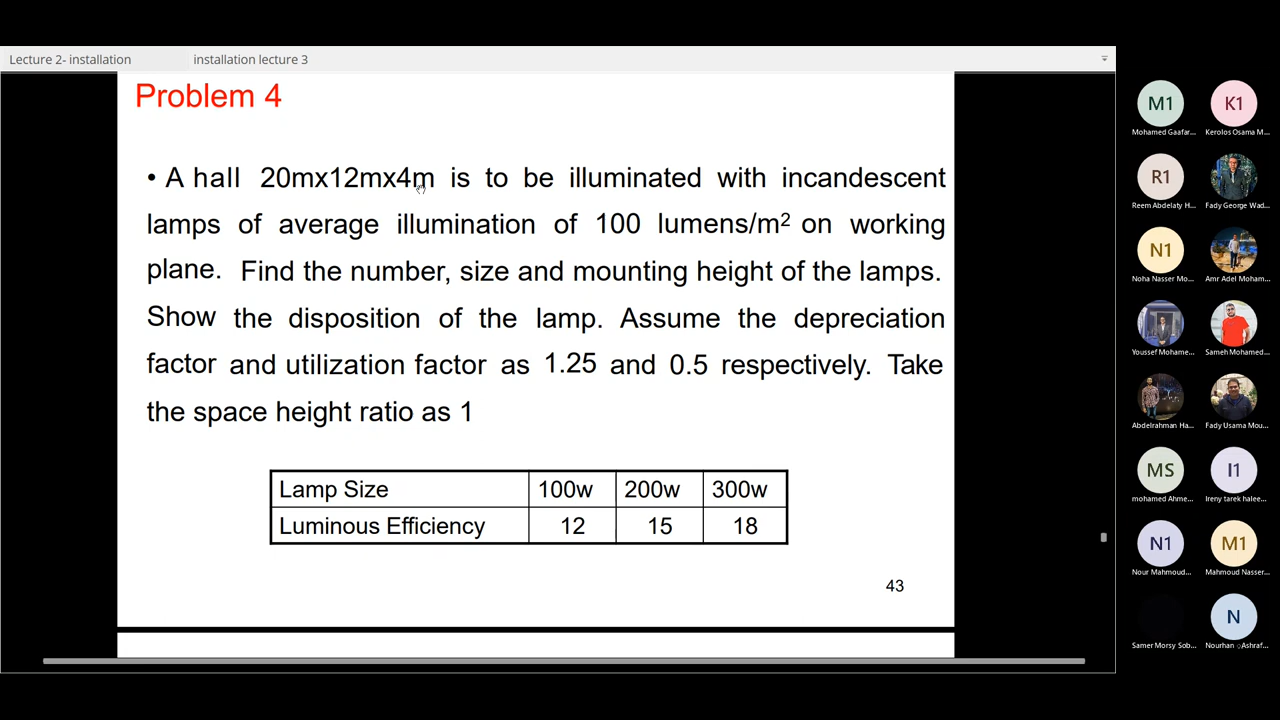 Lecture 2- installation
installation lecture 3
Problem 4
• A hall 20mx12mx4m is to be illuminated with incandescent
lamps of average illumination of 100 lumens/m² on working
plane. Find the number, size and mounting height of the lamps.
Show the disposition of the lamp. Assume the depreciation
factor and utilization factor as 1.25 and 0.5 respectively. Take
the space height ratio as 1
Lamp Size 100w 200w 300w
Luminous Efficiency 12 15 18
43
M1 K1
Mohamed Gaafar... Kerolos Osama M...
R1
Reem Abdelaty H... Fady George Wad...
N1
Noha Nasser Mo... Amr Adel Moham...
Youssef Mohame... Sameh Mohamed...
Abdelrahman Ha... Fady Usama Mou...
MS I1
mohamed Ahme... Ireny tarek halee...
N1 M1
Nour Mahmoud... Mahmoud Nasser...
N
Samer Morsy Sob... Nourhan Ashraf...